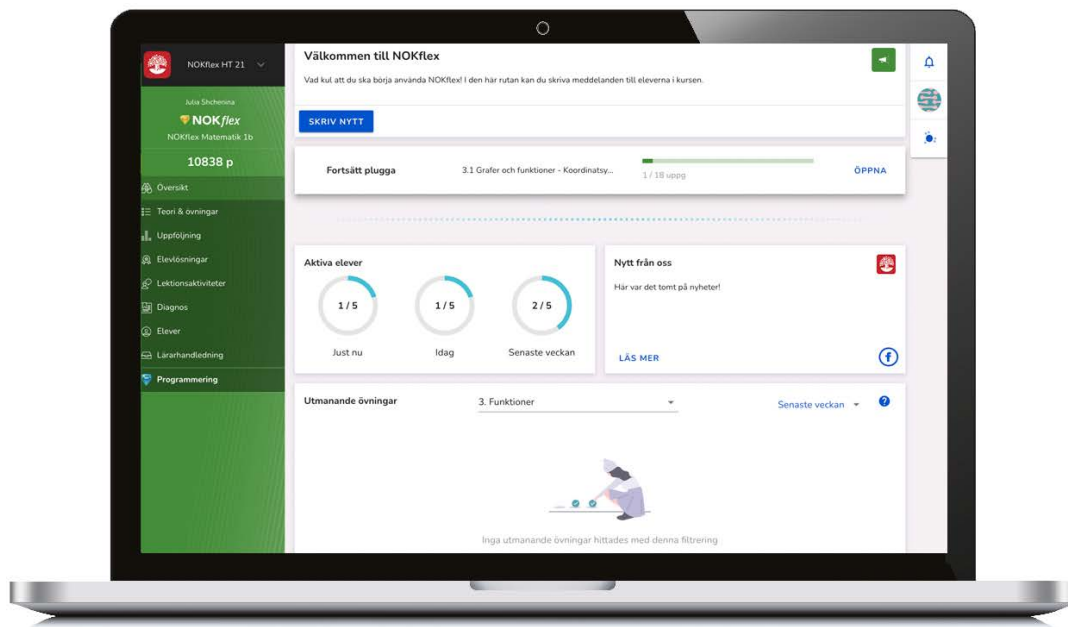 NOKflex HT 21
Julia Shchenina
NOKflex
NOKflex Matematik 1b
10838 p
Översikt
Teori & övningar
Uppföljning
Elevlösningar
Lektionsaktiviteter
Diagnos
Elever
Lärarhandledning
Programmering
Välkommen till NOKflex
Vad kul att du ska börja använda NOKflex! I den här rutan kan du skriva meddelanden till eleverna i kursen.
SKRIV NYTT
Fortsätt plugga
3.1 Grafer och funktioner - Koordinatsy...
1 / 18 uppg
ÖPPNA
Aktiva elever
1 / 5
1 / 5
2 / 5
Just nu
Idag
Senaste veckan
Nytt från oss
Här var det tomt på nyheter!
LÄS MER
Utmanande övningar
3. Funktioner
Senaste veckan
Inga utmanande övningar hittades med denna filtrering